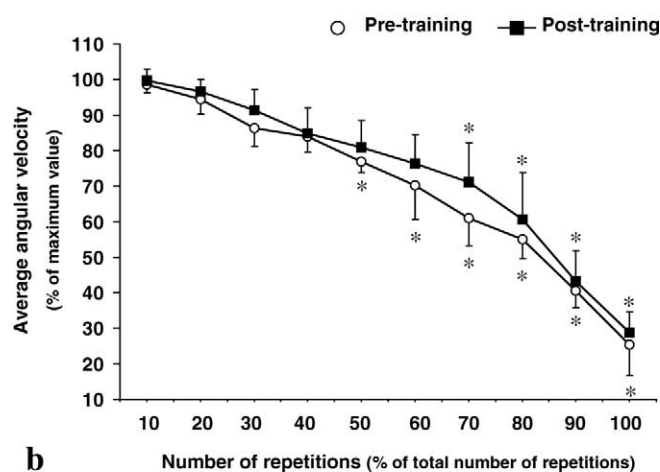 Pre-training Post-training
110
100
90
80
70
60
50
40
30
20
10
Average angular velocity
(% of maximum value)
* * * *
* * * * * *
10 20 30 40 50 60 70 80 90 100
b Number of repetitions (% of total number of repetitions)